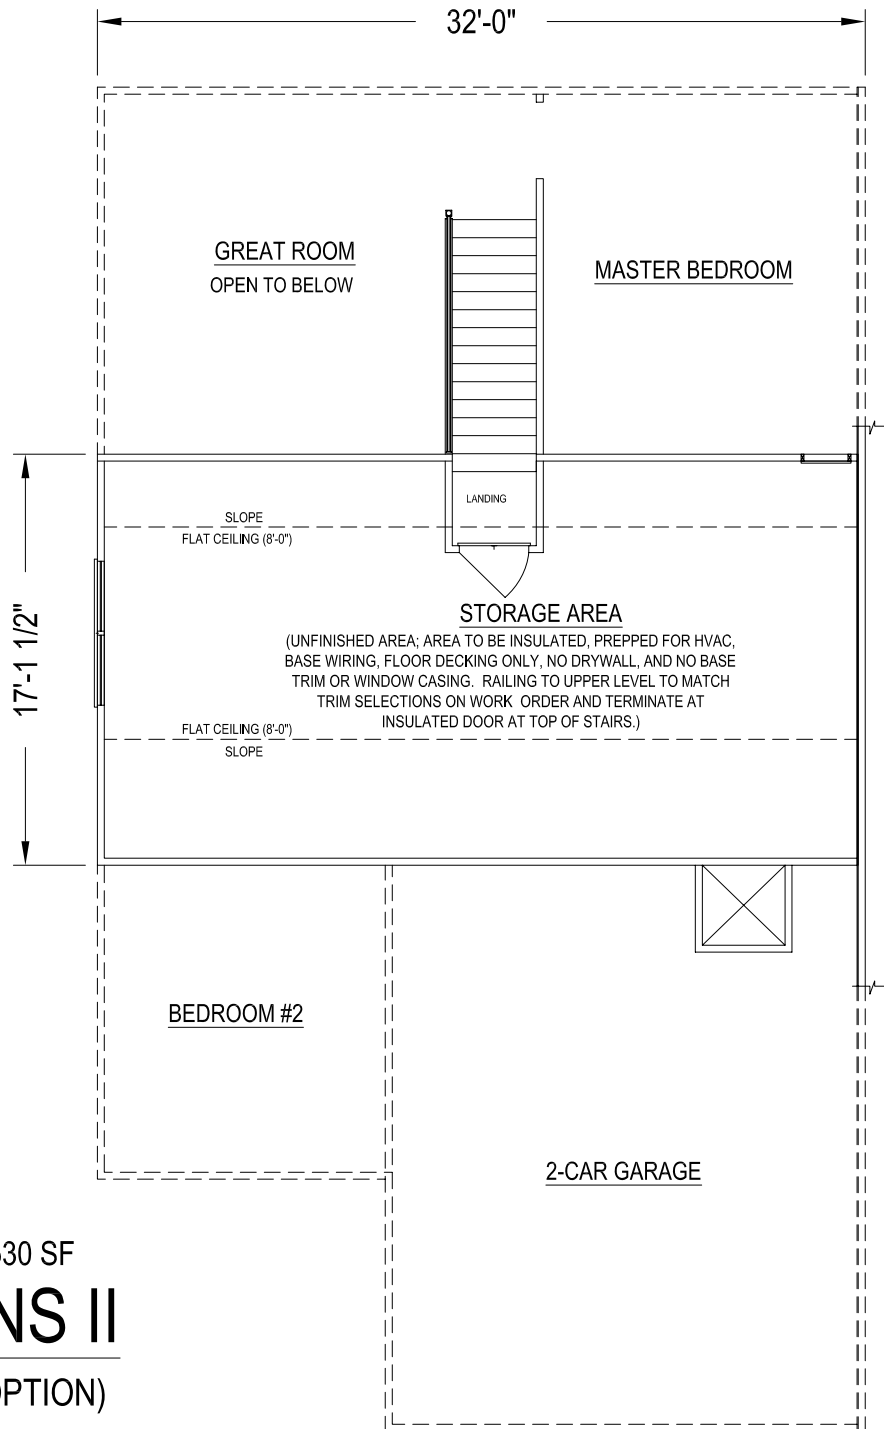 32'-0"
GREAT ROOM
OPEN TO BELOW
MASTER BEDROOM
LANDING
SLOPE
FLAT CEILING (8'-0")
17'-1 1/2"
STORAGE AREA
(UNFINISHED AREA; AREA TO BE INSULATED, PREPPED FOR HVAC,
BASE WIRING, FLOOR DECKING ONLY, NO DRYWALL, AND NO BASE
TRIM OR WINDOW CASING. RAILING TO UPPER LEVEL TO MATCH
TRIM SELECTIONS ON WORK ORDER AND TERMINATE AT
INSULATED DOOR AT TOP OF STAIRS.)
FLAT CEILING (8'-0")
SLOPE
BEDROOM #2
2-CAR GARAGE
30 SF
NS II
PTION)